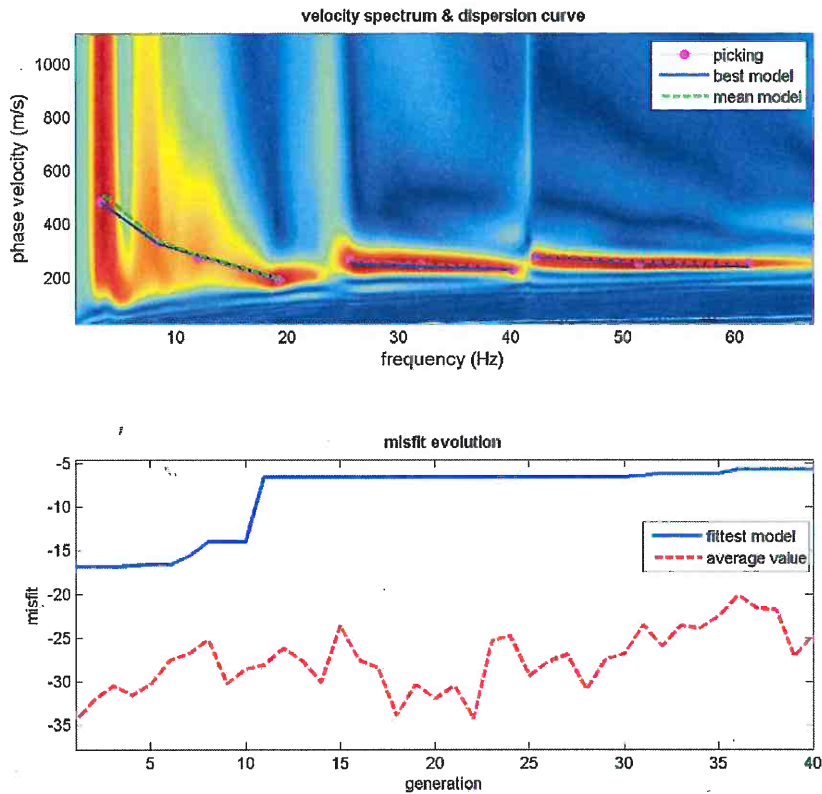 velocity spectrum & dispersion curve
1000
800
600
400
200
phase velocity (m/s)
picking
best model
mean model
10 20 30 40 50 60
frequency (Hz)
misfit evolution
-5
-10
-15
-20
-25
-30
-35
misfit
fittest model
average value
5 10 15 20 25 30 35 40
generation